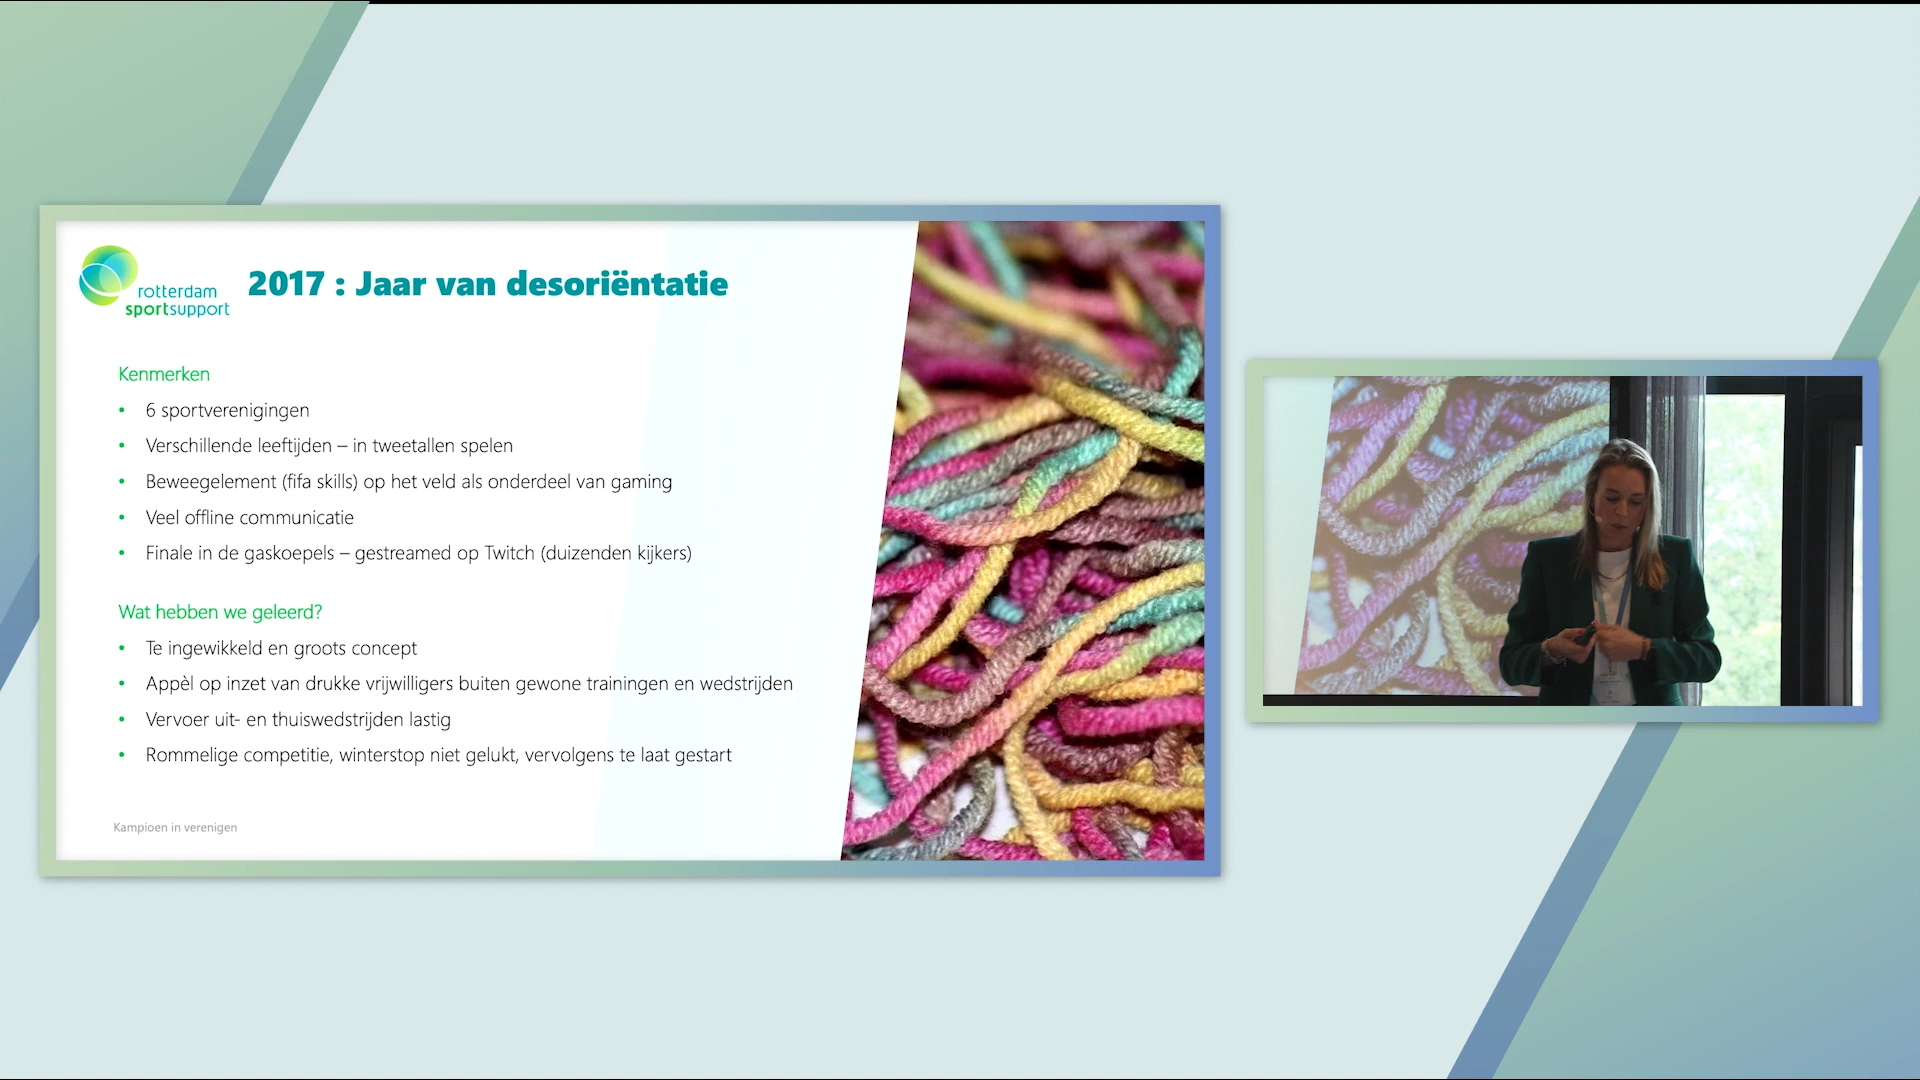 rotterdam
sportsupport
2017 : Jaar van desoriëntatie
Kenmerken
• 6 sportverenigingen
• Verschillende leeftijden – in tweetallen spelen
• Beweegelement (fifa skills) op het veld als onderdeel van gaming
• Veel offline communicatie
• Finale in de gaskoepels – gestreamed op Twitch (duizenden kijkers)
Wat hebben we geleerd?
• Te ingewikkeld en groots concept
• Appèl op inzet van drukke vrijwilligers buiten gewone trainingen en wedstrijden
• Vervoer uit- en thuiswedstrijden lastig
• Rommelige competitie, winterstop niet gelukt, vervolgens te laat gestart
Kampioen in verenigen